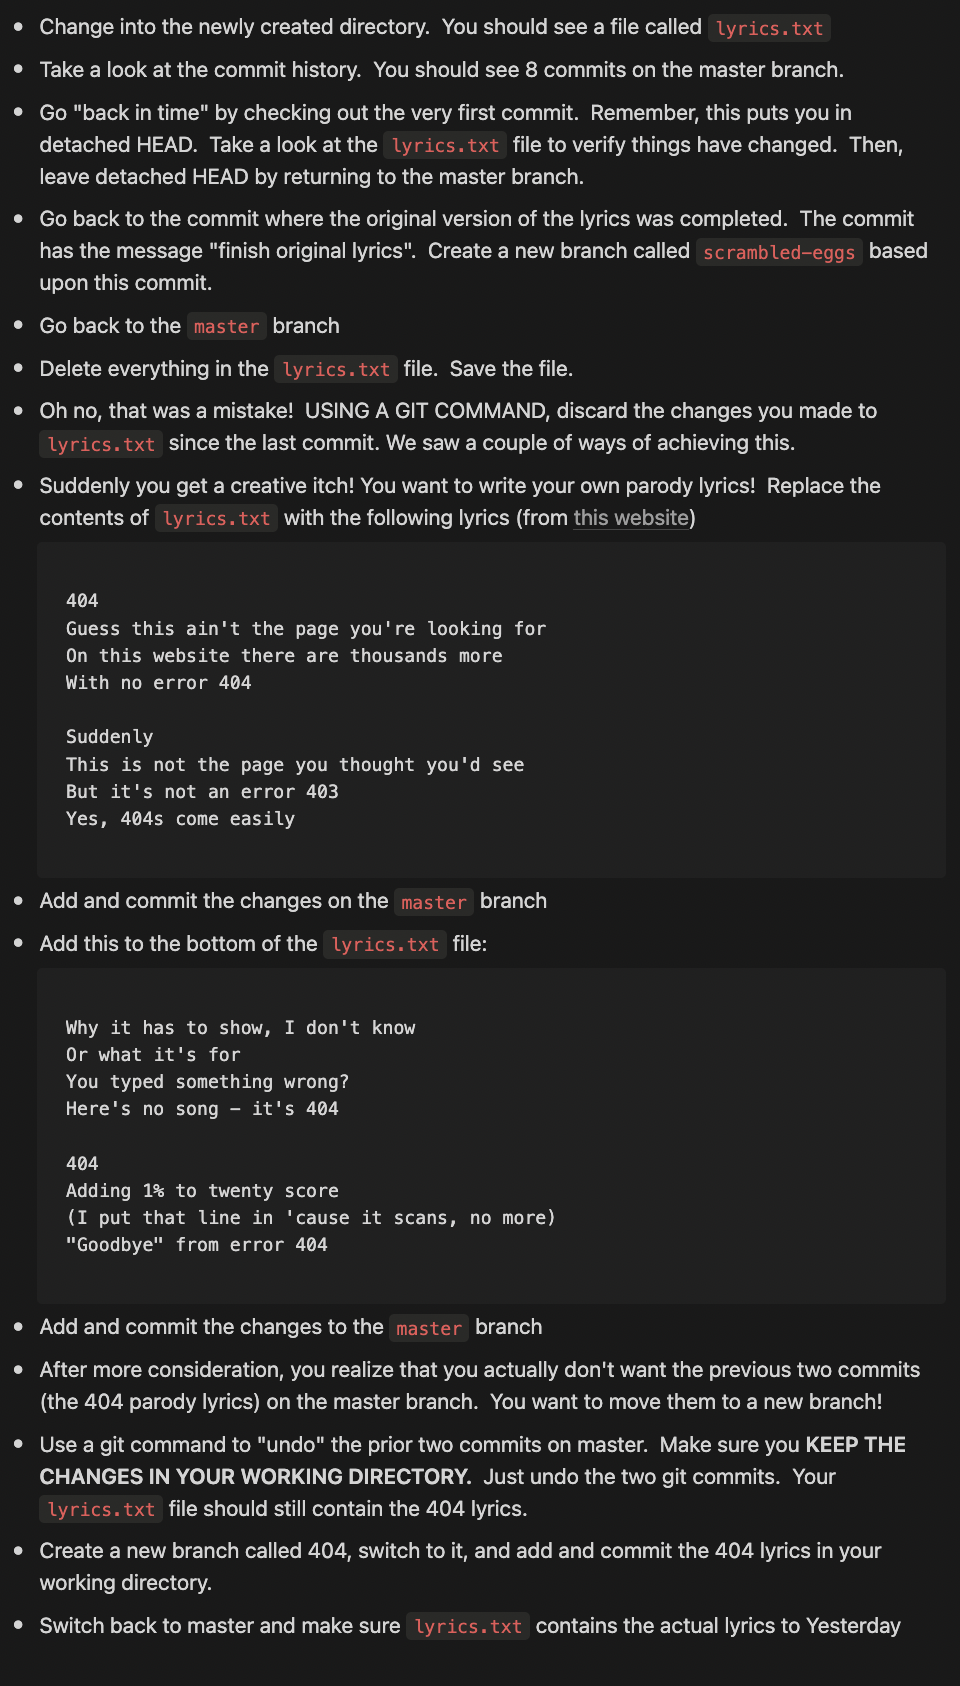 • Change into the newly created directory.  You should see a file called lyrics.txt
• Take a look at the commit history.  You should see 8 commits on the master branch.
• Go "back in time" by checking out the very first commit.  Remember, this puts you in
detached HEAD.  Take a look at the lyrics.txt file to verify things have changed.  Then,
leave detached HEAD by returning to the master branch.
• Go back to the commit where the original version of the lyrics was completed.  The commit
has the message "finish original lyrics".  Create a new branch called scrambled-eggs based
upon this commit.
• Go back to the master branch
• Delete everything in the lyrics.txt file.  Save the file.
• Oh no, that was a mistake!  USING A GIT COMMAND, discard the changes you made to
lyrics.txt since the last commit. We saw a couple of ways of achieving this.
• Suddenly you get a creative itch! You want to write your own parody lyrics!  Replace the
contents of lyrics.txt with the following lyrics (from this website)
404
Guess this ain't the page you're looking for
On this website there are thousands more
With no error 404
Suddenly
This is not the page you thought you'd see
But it's not an error 403
Yes, 404s come easily
• Add and commit the changes on the master branch
• Add this to the bottom of the lyrics.txt file:
Why it has to show, I don't know
Or what it's for
You typed something wrong?
Here's no song – it's 404
404
Adding 1% to twenty score
(I put that line in 'cause it scans, no more)
"Goodbye" from error 404
• Add and commit the changes to the master branch
• After more consideration, you realize that you actually don't want the previous two commits
(the 404 parody lyrics) on the master branch.  You want to move them to a new branch!
• Use a git command to "undo" the prior two commits on master.  Make sure you KEEP THE
CHANGES IN YOUR WORKING DIRECTORY.  Just undo the two git commits.  Your
lyrics.txt file should still contain the 404 lyrics.
• Create a new branch called 404, switch to it, and add and commit the 404 lyrics in your
working directory.
• Switch back to master and make sure lyrics.txt contains the actual lyrics to Yesterday